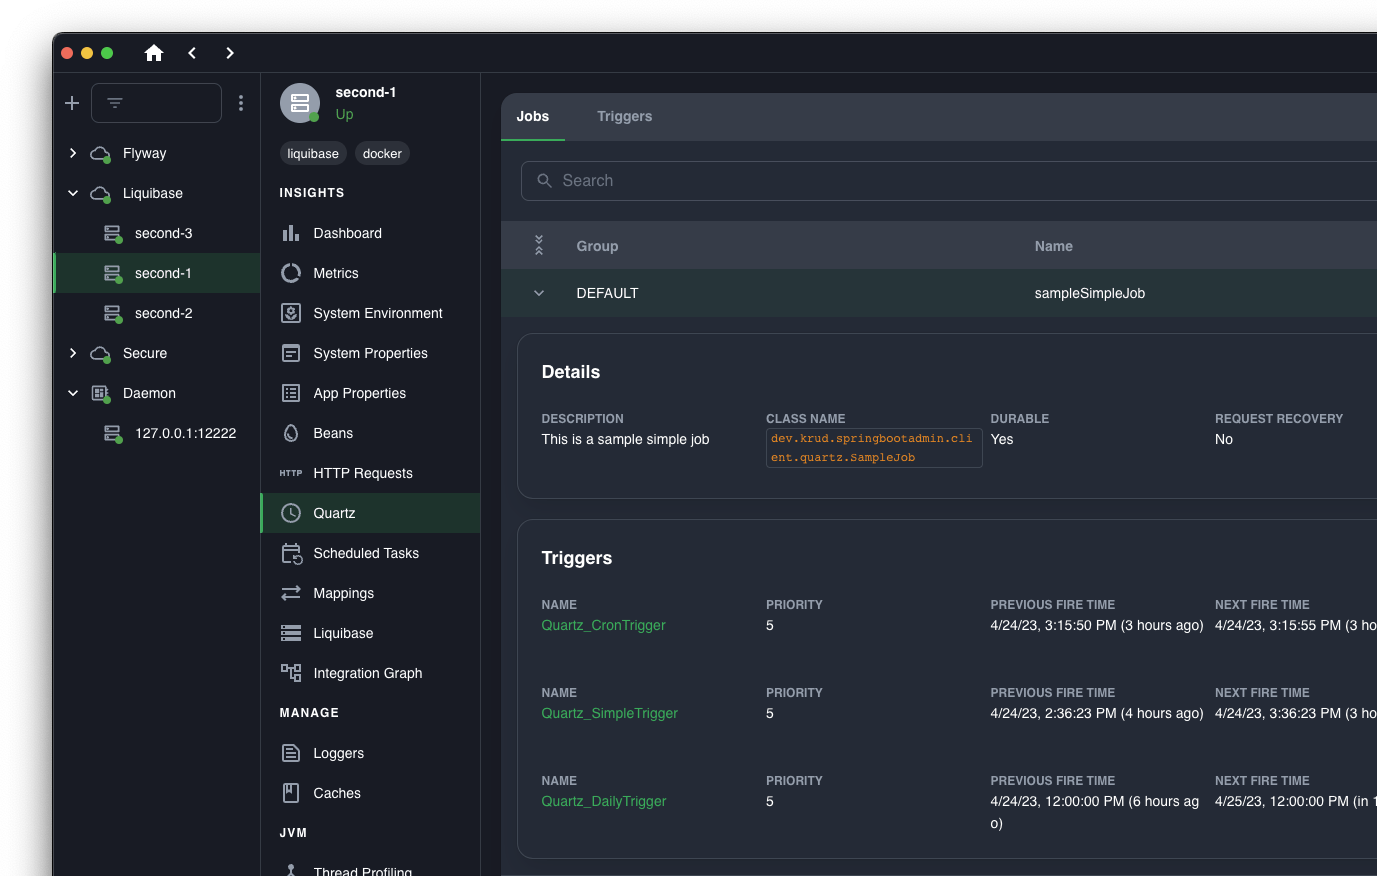 Flyway
Liquibase
second-3
second-1
second-2
Secure
Daemon
127.0.0.1:12222
second-1
Up
liquibase docker
INSIGHTS
Dashboard
Metrics
System Environment
System Properties
App Properties
Beans
HTTP HTTP Requests
Quartz
Scheduled Tasks
Mappings
Liquibase
Integration Graph
MANAGE
Loggers
Caches
JVM
Thread Profiling
Jobs Triggers
Search
Group Name
DEFAULT sampleSimpleJob
Details
DESCRIPTION CLASS NAME DURABLE REQUEST RECOVERY
This is a sample simple job dev.krud.springbootadmin.cli Yes No
ent.quartz.SampleJob
Triggers
NAME PRIORITY PREVIOUS FIRE TIME NEXT FIRE TIME
Quartz_CronTrigger 5 4/24/23, 3:15:50 PM (3 hours ago) 4/24/23, 3:15:55 PM (3 ho
NAME PRIORITY PREVIOUS FIRE TIME NEXT FIRE TIME
Quartz_SimpleTrigger 5 4/24/23, 2:36:23 PM (4 hours ago) 4/24/23, 3:36:23 PM (3 ho
NAME PRIORITY PREVIOUS FIRE TIME NEXT FIRE TIME
Quartz_DailyTrigger 5 4/24/23, 12:00:00 PM (6 hours ag 4/25/23, 12:00:00 PM (in 1
o)